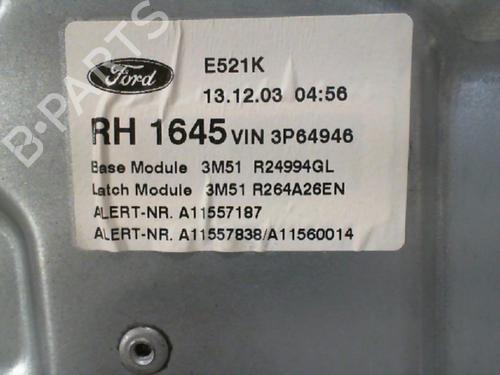 B-PARTS
Ford
E521K
13.12.03 04:56
RH 1645 VIN 3P64946
Base Module 3M51 R24994GL
Latch Module 3M51 R264A26EN
ALERT-NR. A11557187
ALERT-NR. A11557838/A11560014